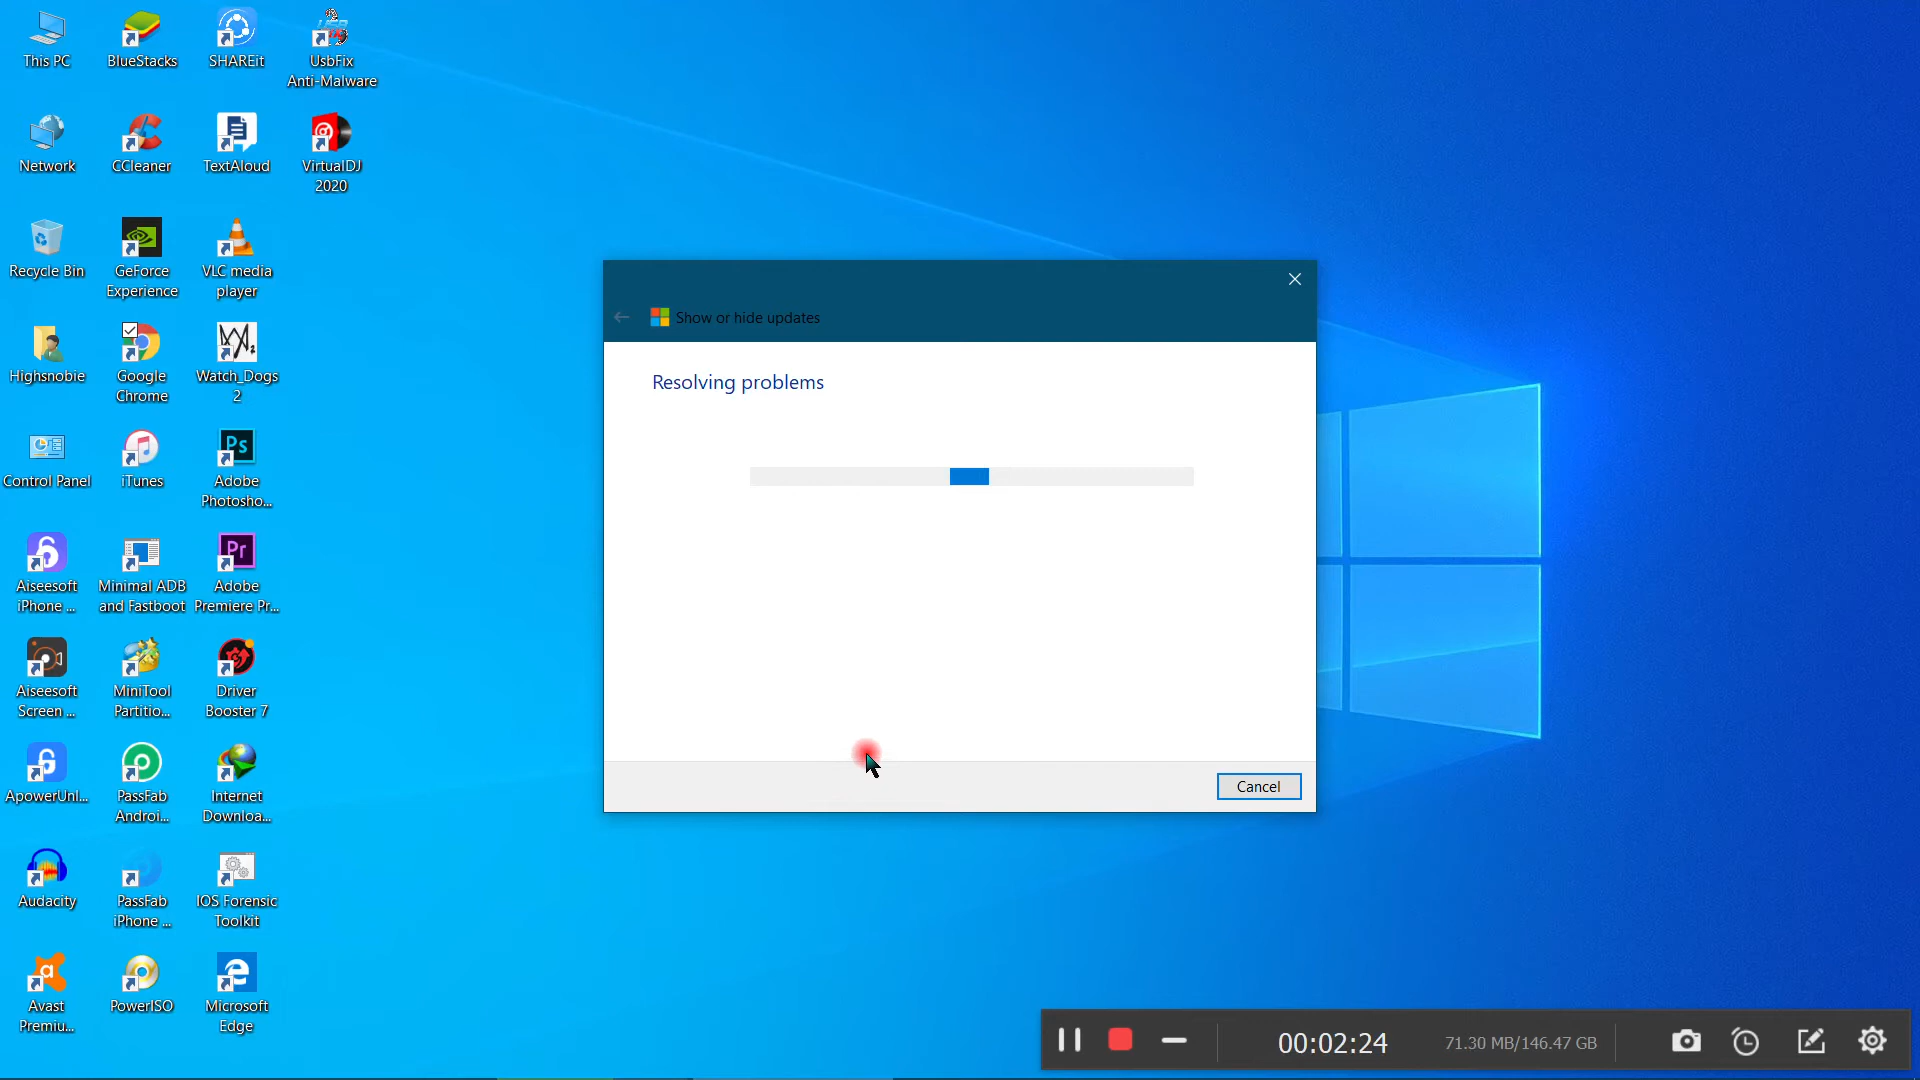 This PC
BlueStacks
SHAREit
UsbFix
Anti-Malware
Network
CCleaner
TextAloud
VirtualDJ
2020
Recycle Bin
GeForce
Experience
VLC media
player
Highsnobie
Google
Chrome
Watch_Dogs
2
Control Panel
iTunes
Ps
Adobe
Photosho...
Aiseesoft
iPhone ...
Minimal ADB
and Fastboot
Pr
Adobe
Premiere Pr...
Aiseesoft
Screen ...
MiniTool
Partitio...
Driver
Booster 7
ApowerUnl...
PassFab
Androi...
Internet
Downloa...
Audacity
PassFab
iPhone ...
IOS Forensic
Toolkit
Avast
Premiu...
PowerISO
Microsoft
Edge
Show or hide updates
Resolving problems
Cancel
00:02:24
71.30 MB/146.47 GB